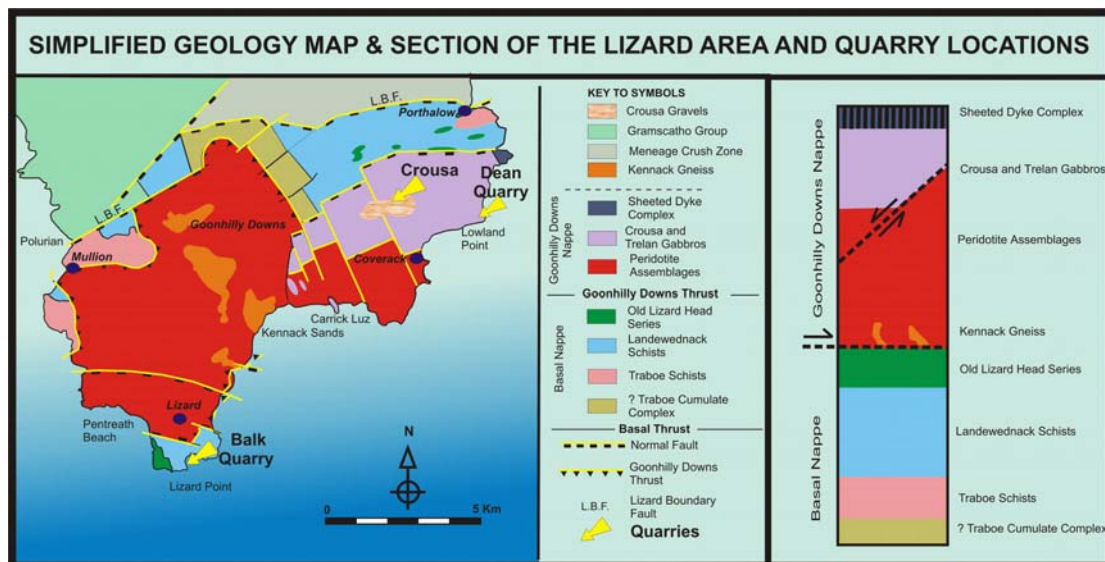 SIMPLIFIED GEOLOGY MAP & SECTION OF THE LIZARD AREA AND QUARRY LOCATIONS
L.B.F.
Porthalow
Crousa
Dean
Quarry
L.B.F.
Goonhilly Downs
Polurian
Lowland
Point
Mullion
Coverack
Carrick Luz
Kennack Sands
Lizard
Pentreath
Beach
Balk
Quarry
Lizard Point
N
0
5 Km
KEY TO SYMBOLS
Crousa Gravels
Gramscatho Group
Meneage Crush Zone
Kennack Gneiss
Goonhilly Downs
Nappe
Sheeted Dyke
Complex
Crousa and
Trelan Gabbros
Peridotite
Assemblages
Goonhilly Downs Thrust
Basal Nappe
Old Lizard Head
Series
Landewednack
Schists
Traboe Schists
? Traboe Cumulate
Complex
Basal Thrust
Normal Fault
Goonhilly Downs
Thrust
L.B.F.
Lizard Boundary
Fault
Quarries
Goonhilly Downs Nappe
Basal Nappe
Sheeted Dyke Complex
Crousa and Trelan Gabbros
Peridotite Assemblages
Kennack Gneiss
Old Lizard Head Series
Landewednack Schists
Traboe Schists
? Traboe Cumulate Complex